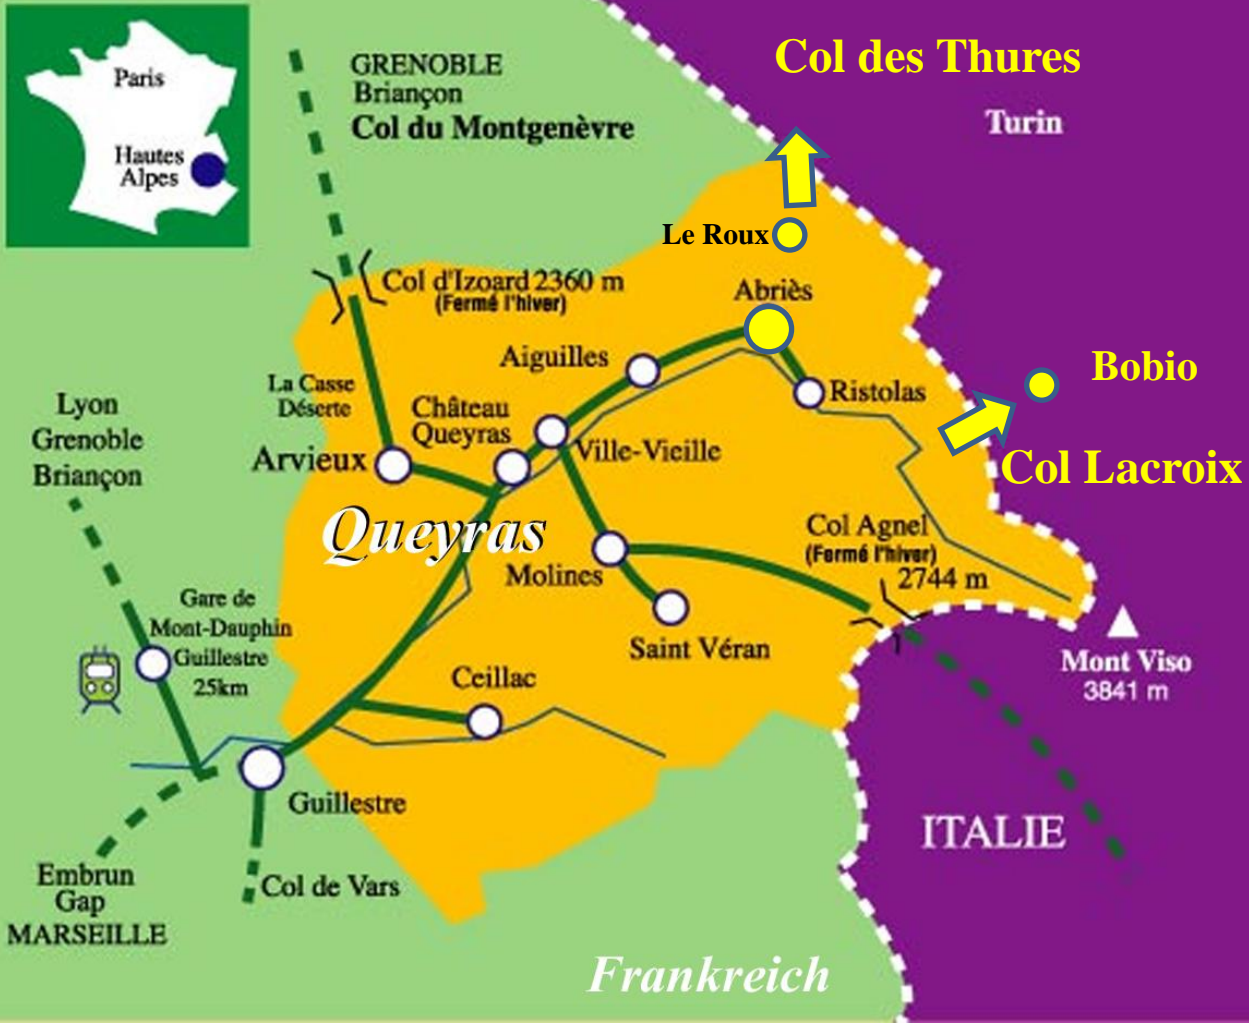 Paris
Hautes
Alpes
GRENOBLE
Briançon
Col du Montgenèvre
Col des Thures
Turin
Le Roux
Col d'Izoard 2360 m
(Fermé l'hiver)
Abriès
Aiguilles
Bobio
La Casse
Déserte
Château
Queyras
Ristolas
Lyon
Grenoble
Briançon
Arvieux
Ville-Vieille
Col Lacroix
Queyras
Col Agnel
(Fermé l'hiver)
2744 m
Molines
Gare de
Mont-Dauphin
Guillestre
25km
Saint Véran
Mont Viso
3841 m
Ceillac
Guillestre
ITALIE
Embrun
Gap
MARSEILLE
Col de Vars
Frankreich